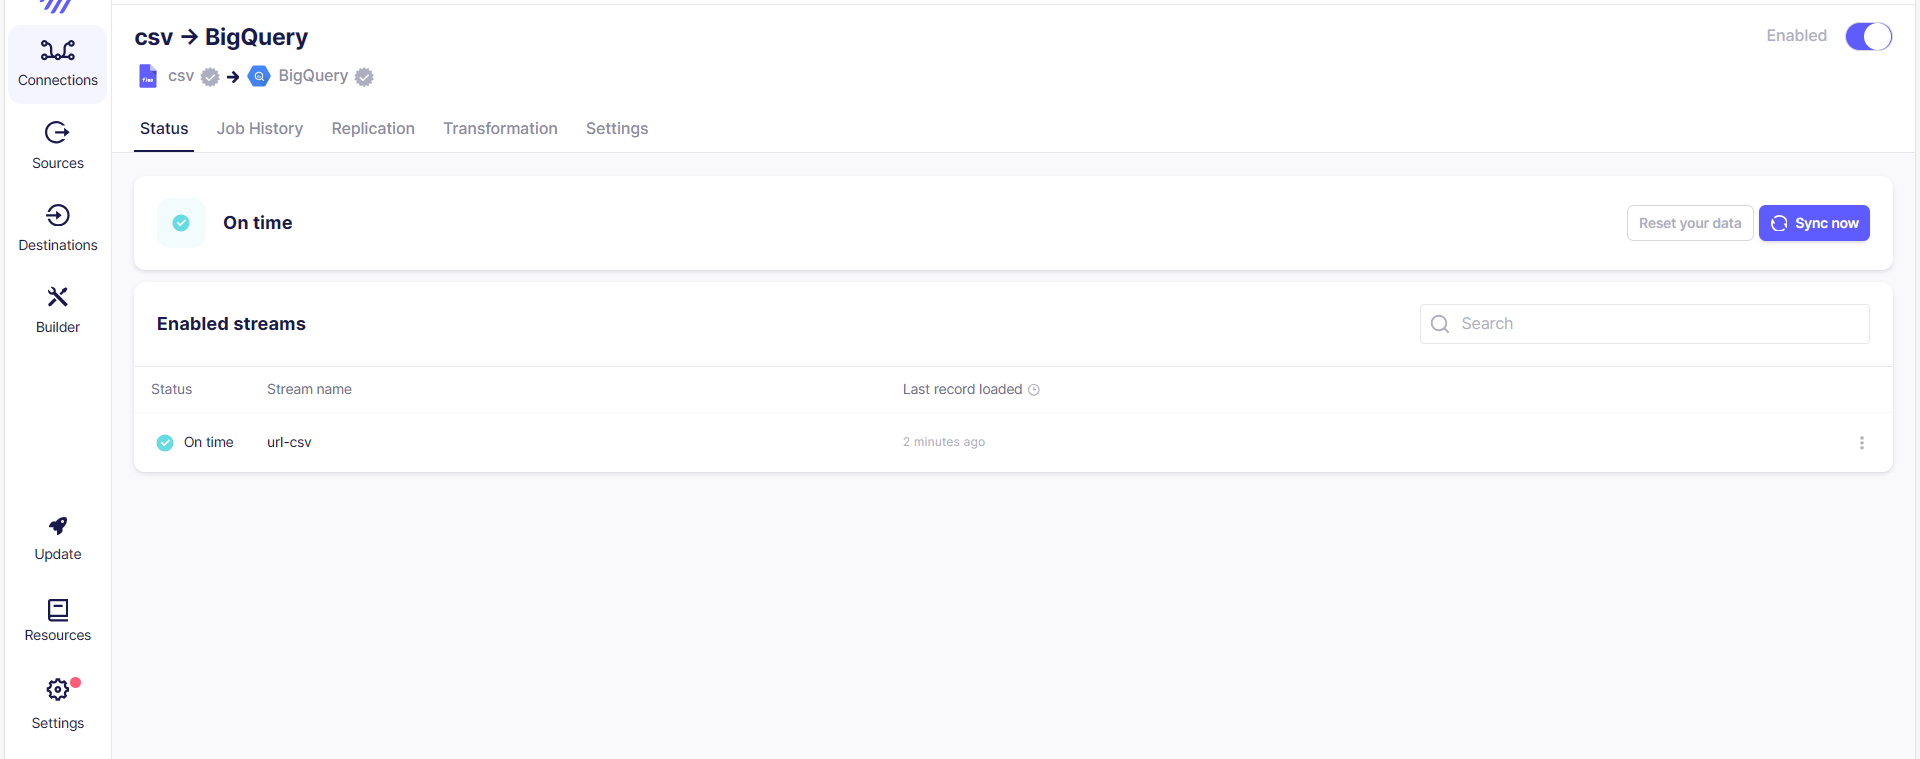 csv → BigQuery
Enabled
csv → BigQuery
Status Job History Replication Transformation Settings
On time
Reset your data
Sync now
Enabled streams
Search
Status Stream name Last record loaded
On time url-csv 2 minutes ago
Connections
Sources
Destinations
Builder
Update
Resources
Settings